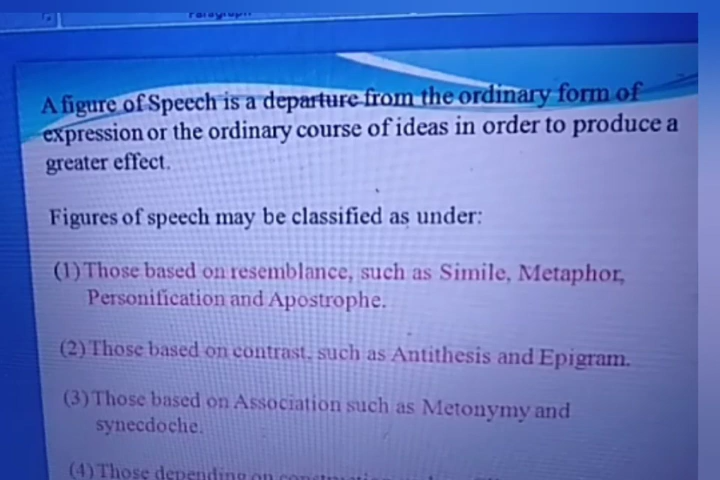 Paragraph
A figure of Speech is a departure from the ordinary form of
expression or the ordinary course of ideas in order to produce a
greater effect.
Figures of speech may be classified as under:
(1) Those based on resemblance, such as Simile, Metaphor,
Personification and Apostrophe.
(2) Those based on contrast, such as Antithesis and Epigram.
(3) Those based on Association such as Metonymy and
synecdoche.
(4) Those depending on